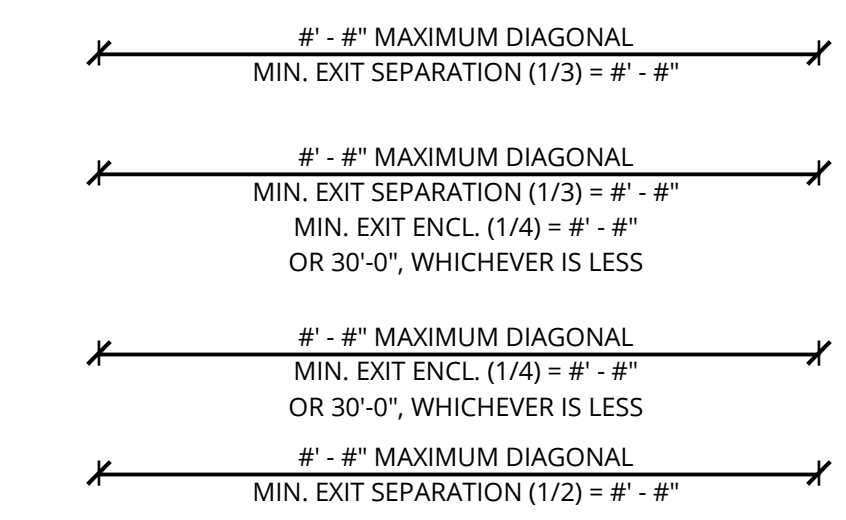 #' - #" MAXIMUM DIAGONAL
MIN. EXIT SEPARATION (1/3) = #' - #"
#' - #" MAXIMUM DIAGONAL
MIN. EXIT SEPARATION (1/3) = #' - #"
MIN. EXIT ENCL. (1/4) = #' - #"
OR 30'-0", WHICHEVER IS LESS
#' - #" MAXIMUM DIAGONAL
MIN. EXIT ENCL. (1/4) = #' - #"
OR 30'-0", WHICHEVER IS LESS
#' - #" MAXIMUM DIAGONAL
MIN. EXIT SEPARATION (1/2) = #' - #"